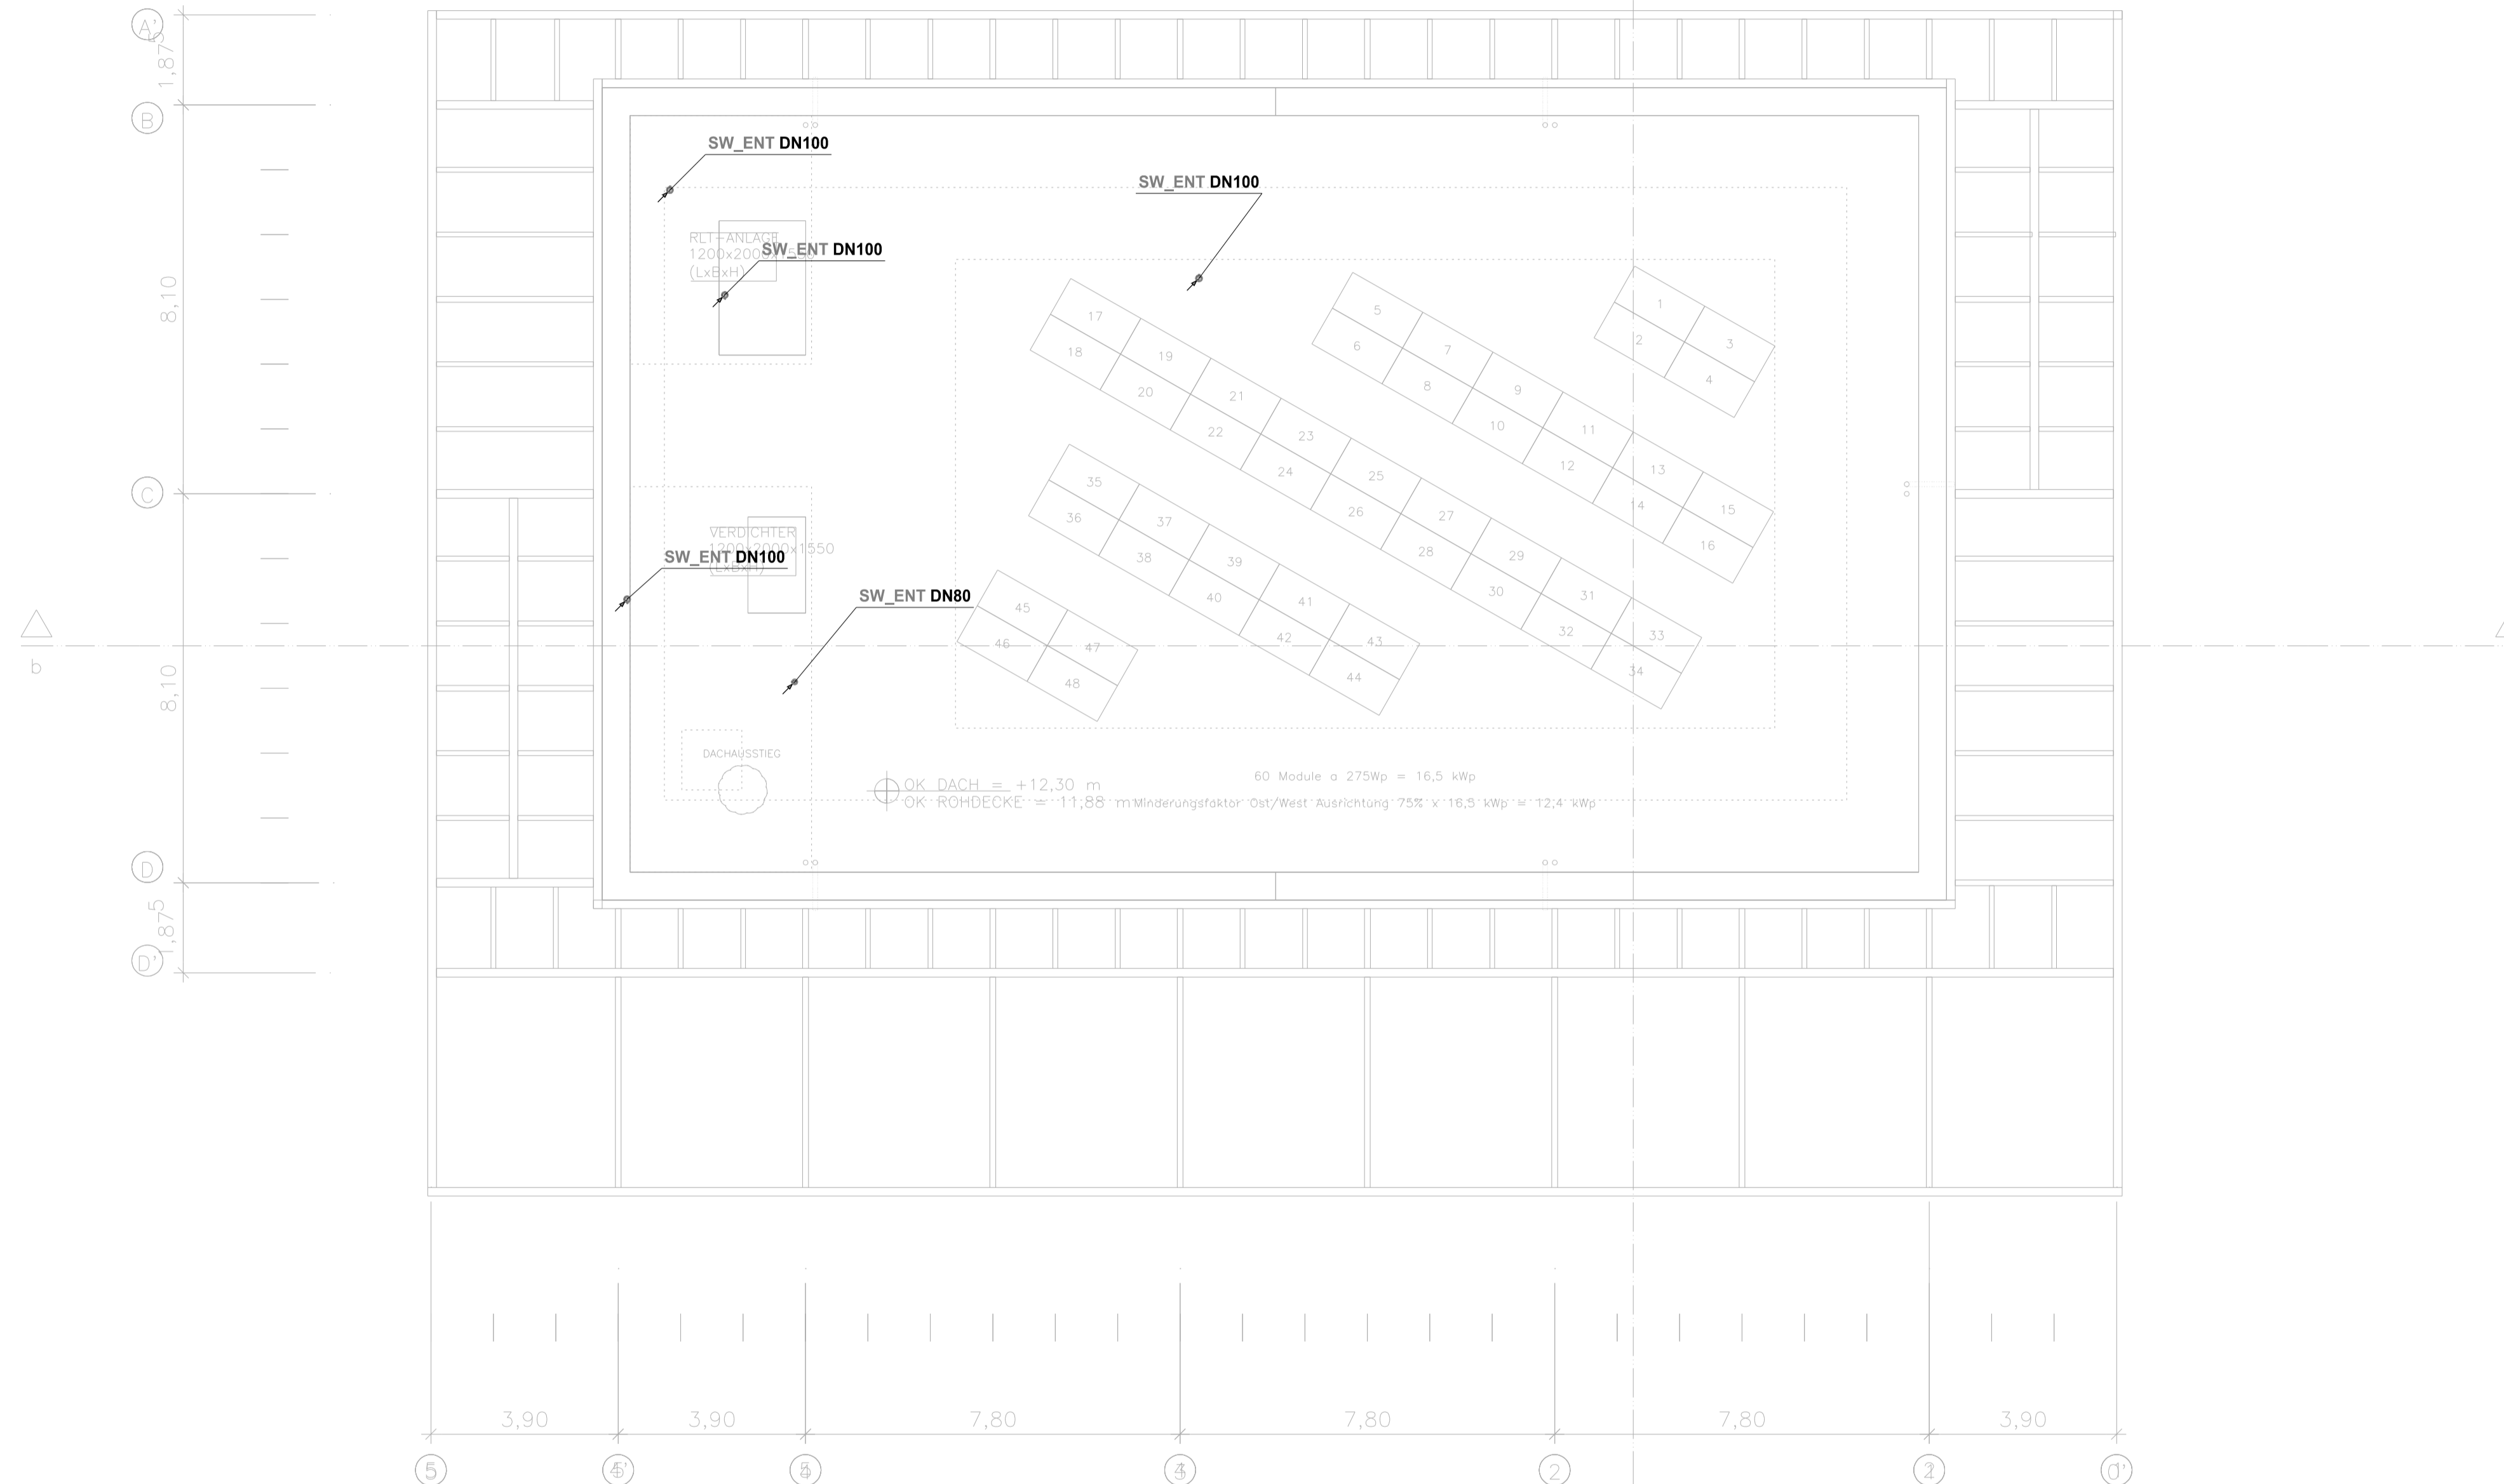 A'
1,875
B
SW_ENT DN100
SW_ENT DN100
RLT-ANLAGE
1200x2000x1550
(LxBxH)
SW_ENT DN100
8,10
1
2
3
4
5
6
7
8
9
10
11
12
13
14
15
16
17
18
19
20
21
22
23
24
25
26
27
28
29
30
31
32
33
34
35
36
37
38
39
40
41
42
43
44
45
46
47
48
C
VERDICHTER
1200x2000x1550
(LxBxH)
SW_ENT DN100
SW_ENT DN80
b
8,10
DACHAUSSTIEG
OK DACH = +12,30 m
OK ROHDECKE = 11,88 m
60 Module a 275Wp = 16,5 kWp
Minderungsfaktor Ost/West Ausrichtung 75% x 16,5 kWp = 12,4 kWp
D
1,875
D'
3,90
3,90
7,80
7,80
7,80
3,90
2